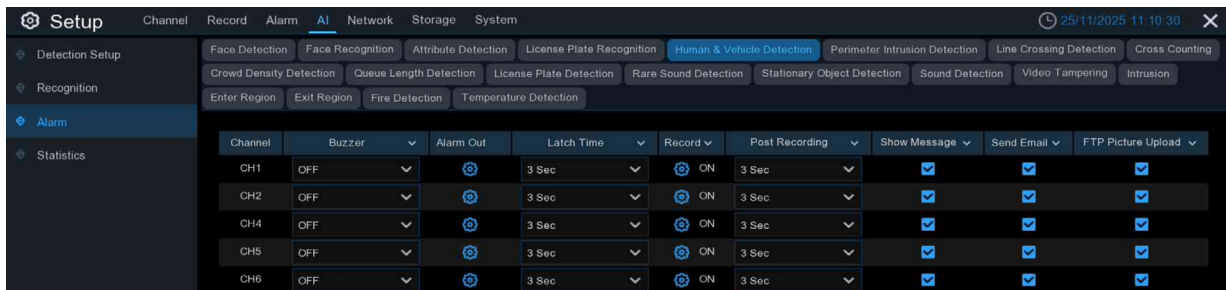 Setup Channel Record Alarm AI Network Storage System 25/11/2025 11:10:30
Detection Setup
Recognition
Alarm
Statistics
Face Detection Face Recognition Attribute Detection License Plate Recognition Human & Vehicle Detection Perimeter Intrusion Detection Line Crossing Detection Cross Counting
Crowd Density Detection Queue Length Detection License Plate Detection Rare Sound Detection Stationary Object Detection Sound Detection Video Tampering Intrusion
Enter Region Exit Region Fire Detection Temperature Detection
Channel Buzzer Alarm Out Latch Time Record Post Recording Show Message Send Email FTP Picture Upload
CH1 OFF 3 Sec ON 3 Sec
CH2 OFF 3 Sec ON 3 Sec
CH4 OFF 3 Sec ON 3 Sec
CH5 OFF 3 Sec ON 3 Sec
CH6 OFF 3 Sec ON 3 Sec